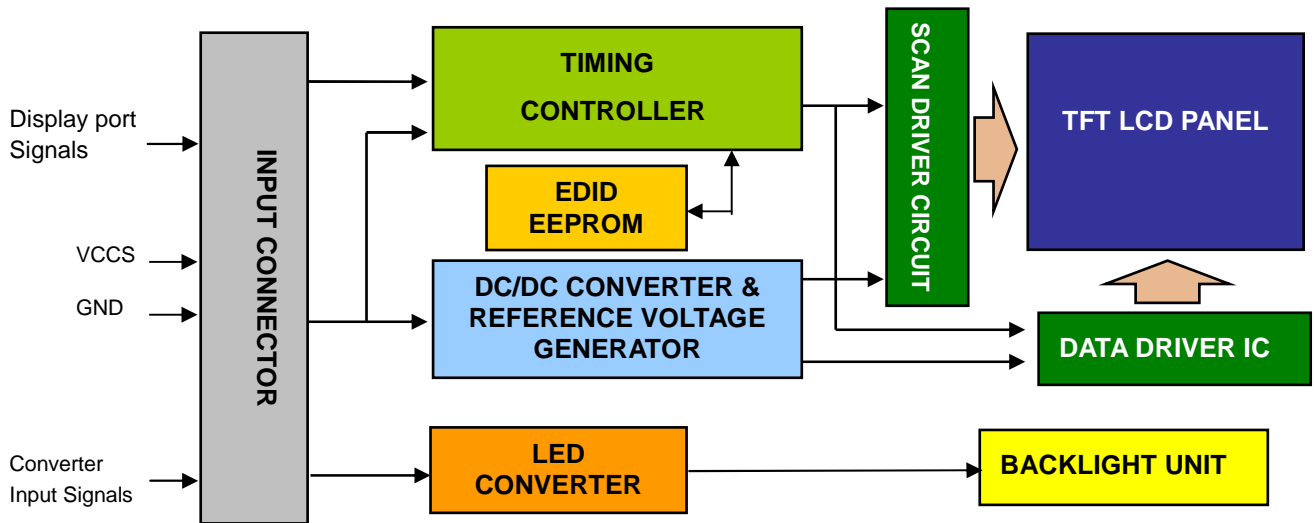 Display port
Signals
VCCS
GND
Converter
Input Signals
INPUT CONNECTOR
TIMING
CONTROLLER
EDID
EEPROM
DC/DC CONVERTER &
REFERENCE VOLTAGE
GENERATOR
LED
CONVERTER
SCAN DRIVER CIRCUIT
TFT LCD PANEL
DATA DRIVER IC
BACKLIGHT UNIT